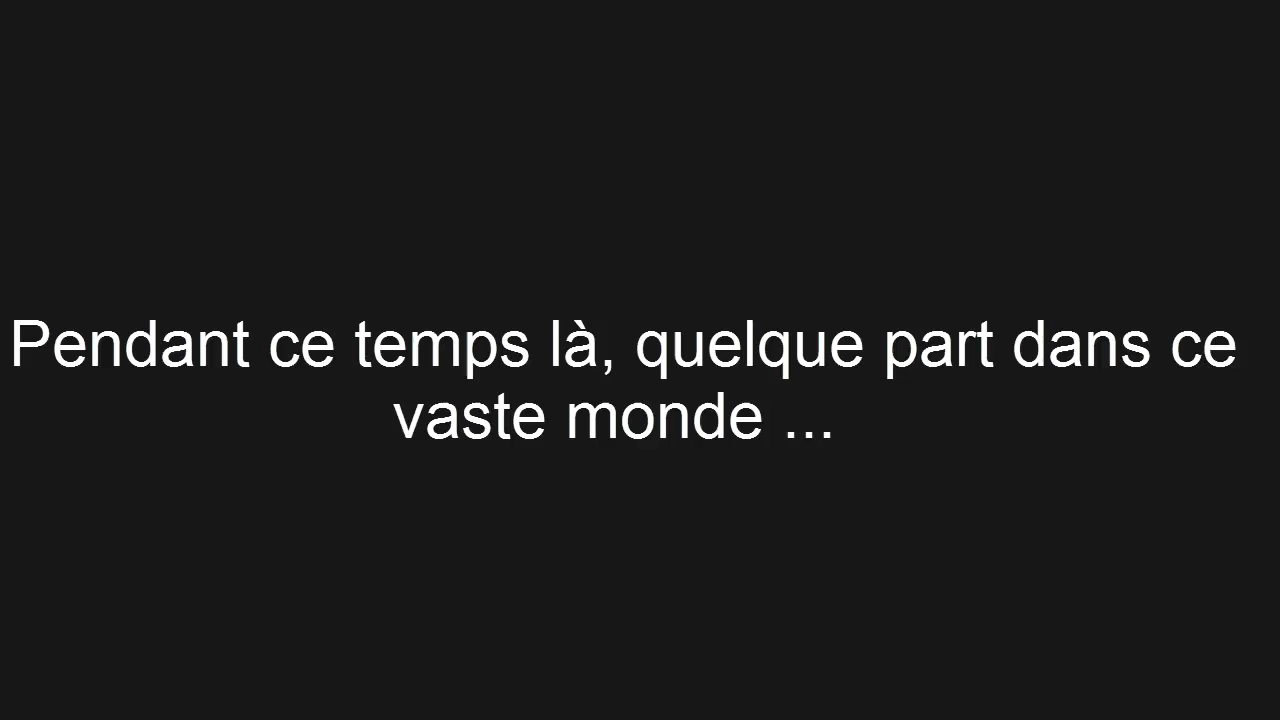 Pendant ce temps là, quelque part dans ce
vaste monde ...